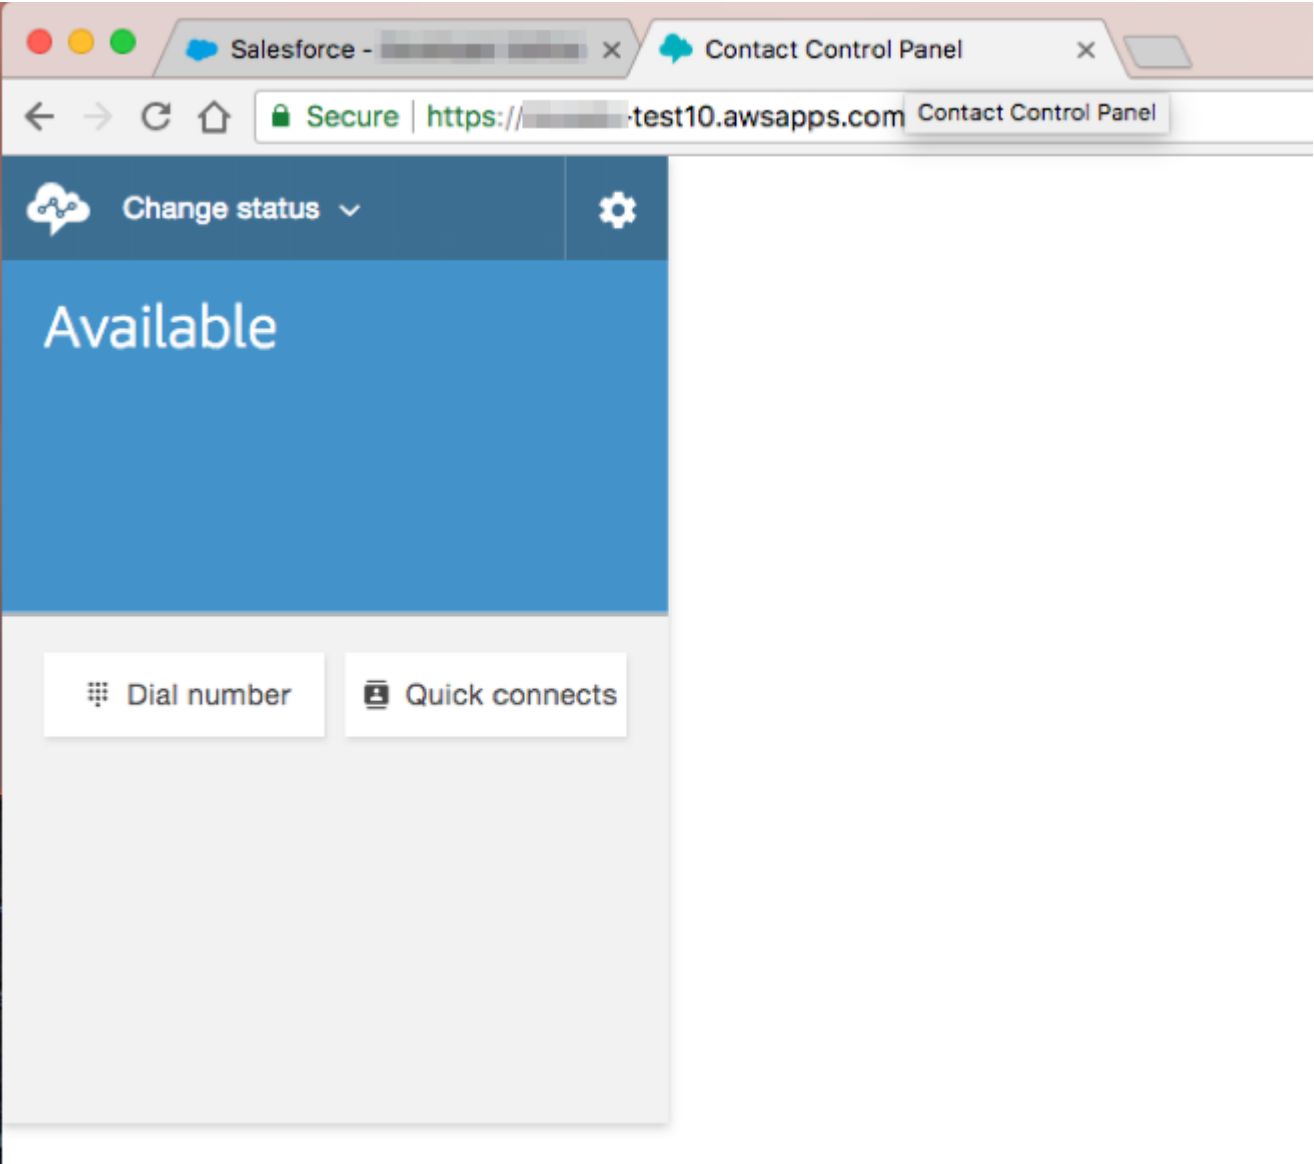 Salesforce -
Contact Control Panel
Secure
https://
-test10.awsapps.com
Contact Control Panel
Change status
Available
Dial number
Quick connects